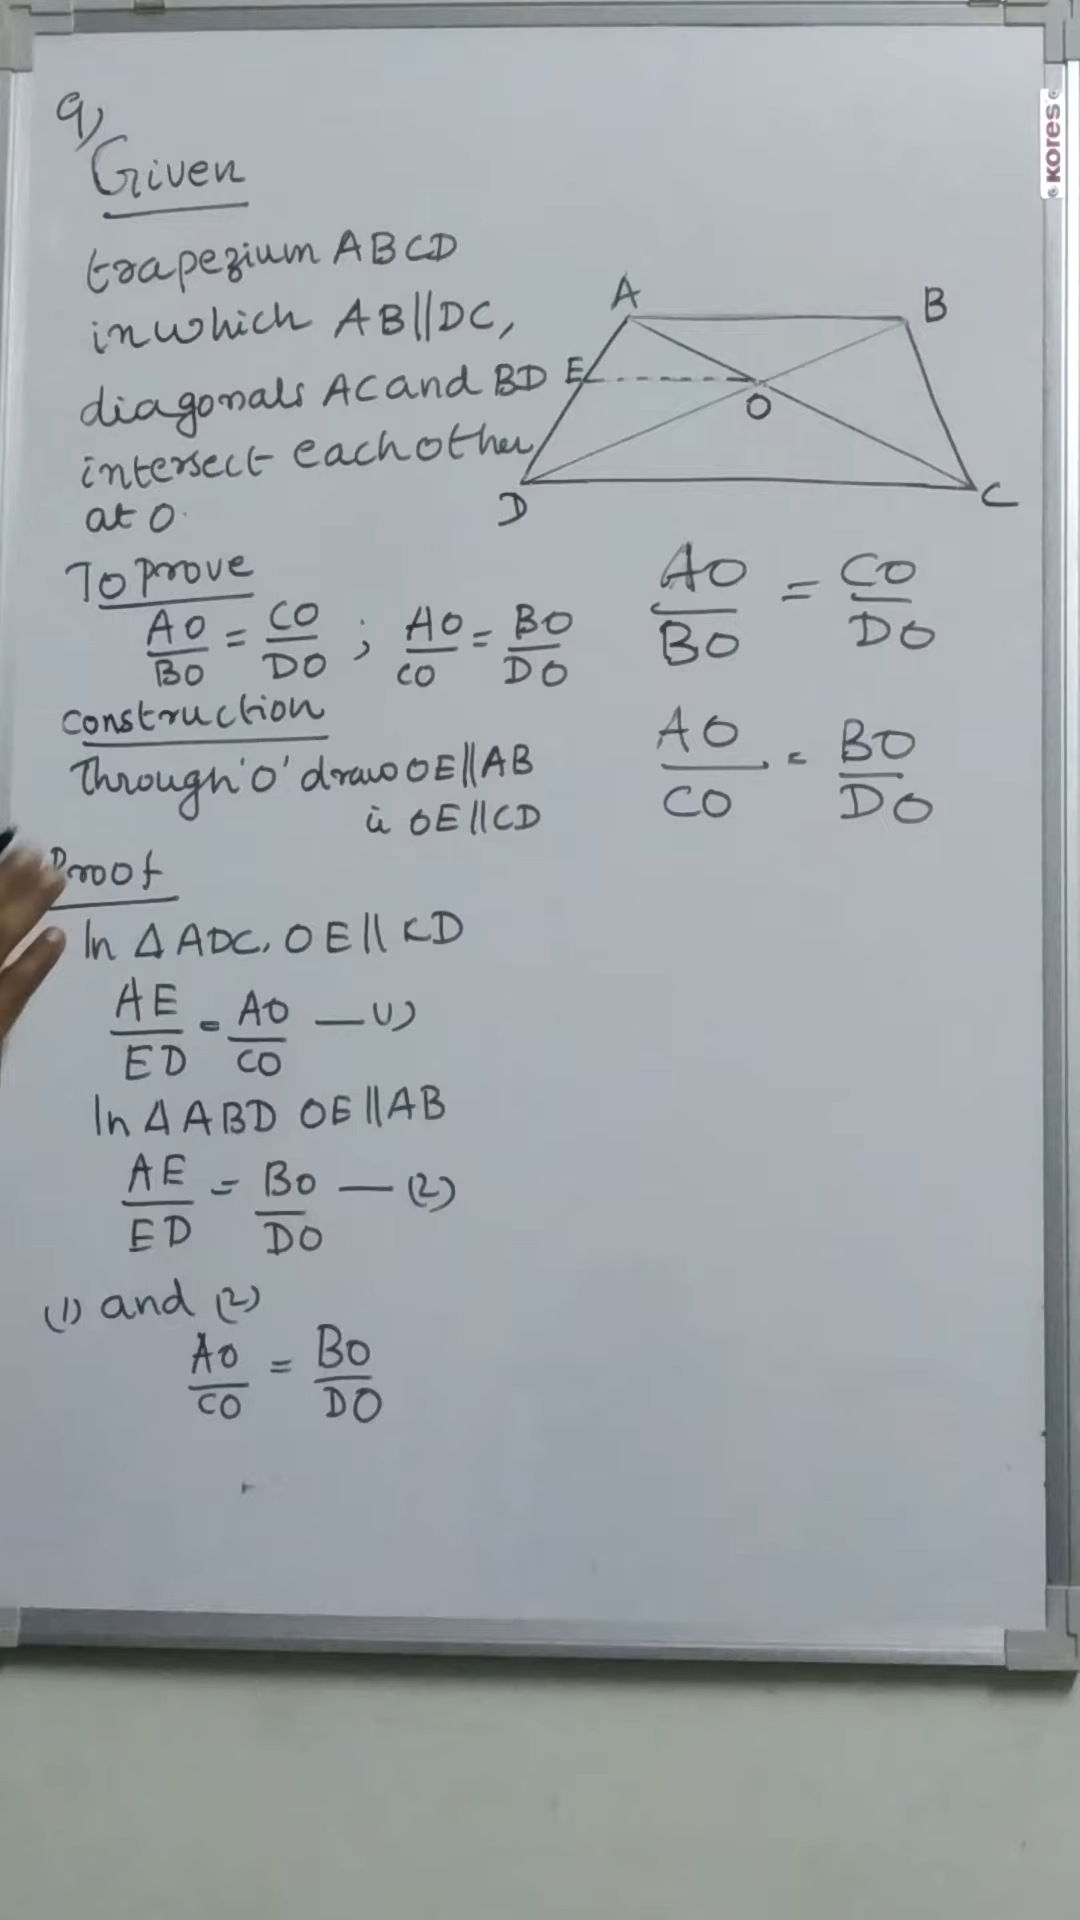 9)
Given
trapezium ABCD
in which AB||DC,
diagonals AC and BD
intersect each other
at O.
A B
E
O
D C
To prove
AO/BO = CO/DO ; AO/CO = BO/DO
AO/BO = CO/DO
AO/CO = BO/DO
construction
Through 'O' draw OE||AB
OE||CD
Proof
In Δ ADC, OE|| CD
AE/ED = AO/CO — (1)
In Δ ABD OE||AB
AE/ED = BO/DO — (2)
(1) and (2)
AO/CO = BO/DO
KORES